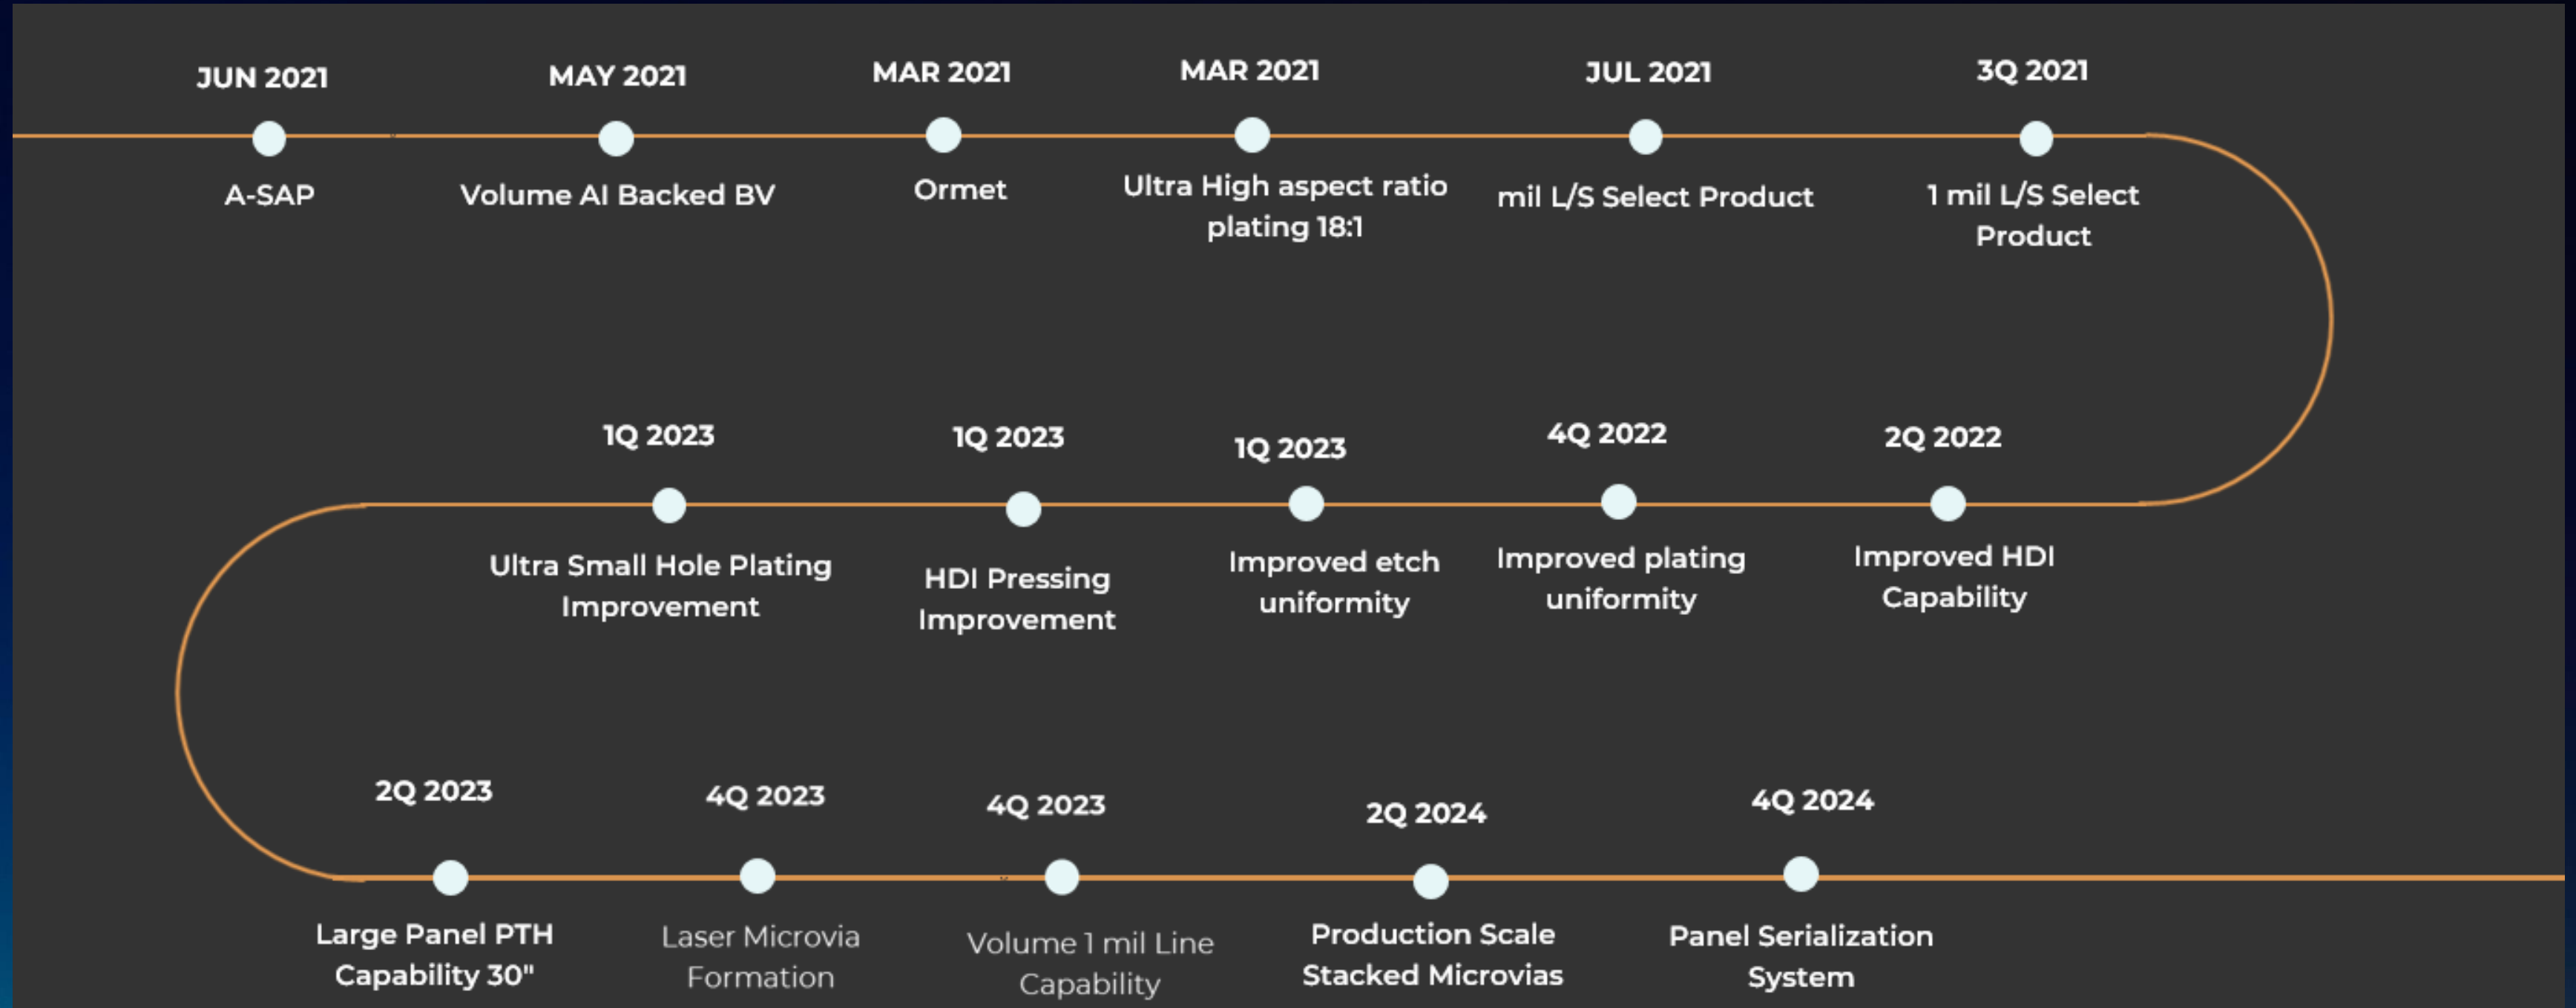 JUN 2021
A-SAP
MAY 2021
Volume AI Backed BV
MAR 2021
Ormet
MAR 2021
Ultra High aspect ratio
plating 18:1
JUL 2021
mil L/S Select Product
3Q 2021
1 mil L/S Select
Product
1Q 2023
Ultra Small Hole Plating
Improvement
1Q 2023
HDI Pressing
Improvement
1Q 2023
Improved etch
uniformity
4Q 2022
Improved plating
uniformity
2Q 2022
Improved HDI
Capability
2Q 2023
Large Panel PTH
Capability 30"
4Q 2023
Laser Microvia
Formation
4Q 2023
Volume 1 mil Line
Capability
2Q 2024
Production Scale
Stacked Microvias
4Q 2024
Panel Serialization
System